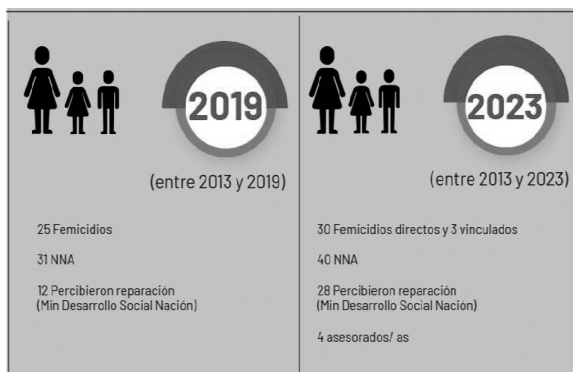 2019
(entre 2013 y 2019)
25 Femicidios
31 NNA
12 Percibieron reparación
(Min Desarrollo Social Nación)
2023
(entre 2013 y 2023)
30 Femicidios directos y 3 vinculados
40 NNA
28 Percibieron reparación
(Min Desarrollo Social Nación)
4 asesorados/ as